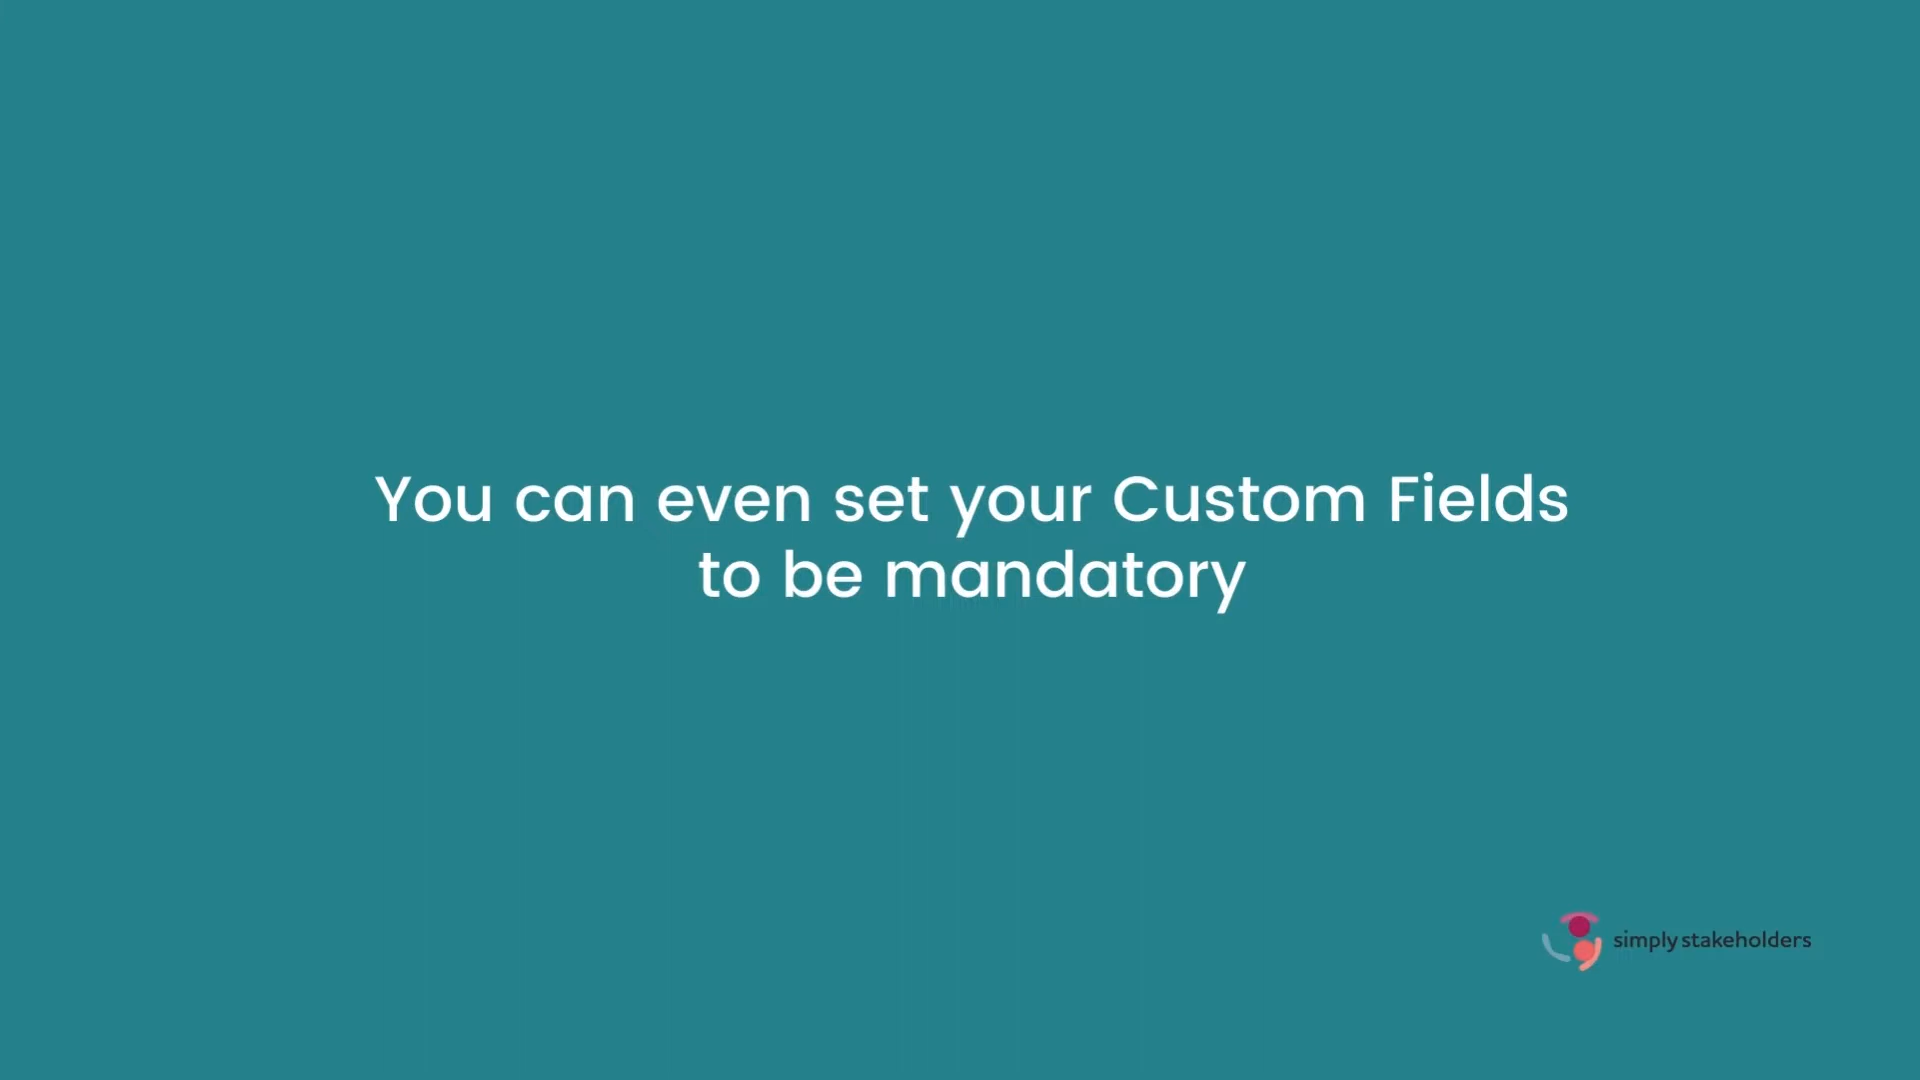 You can even set your Custom Fields
to be mandatory
simply stakeholders